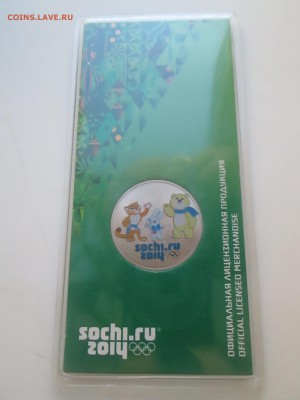 COINS.LAVE.RU
sochi.ru
2014
sochi.ru
2014
ОФИЦИАЛЬНАЯ ЛИЦЕНЗИОННАЯ ПРОДУКЦИЯ
OFFICIAL LICENSED MERCHANDISE